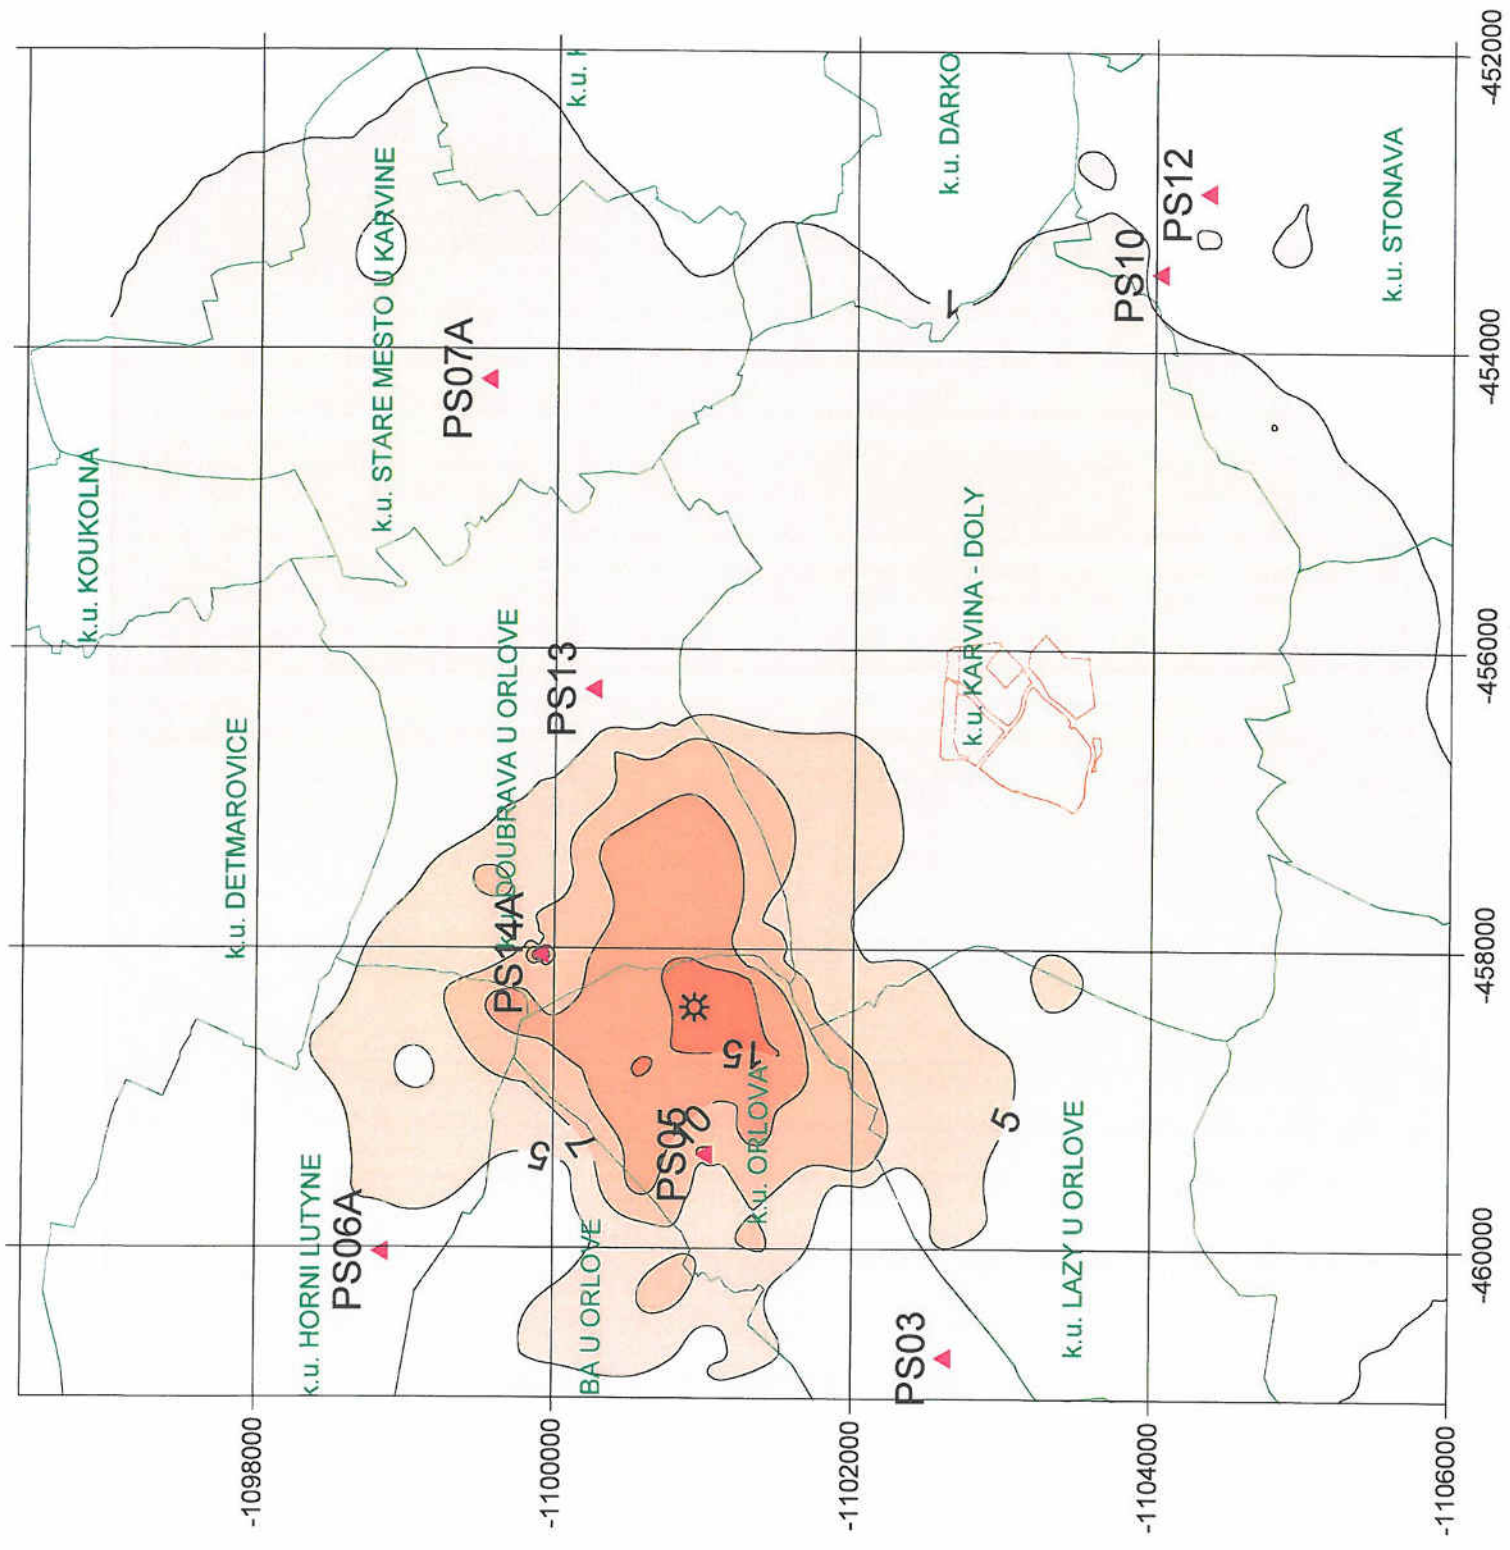 k.u. KOUKOLNA
k.u. DETMAROVICE
k.u. HORNI LUTYNE
PS06A
k.u. STARE MESTO U KARVINE
PS07A
k.u. DOUBRAVA U ORLOVE
PS14A
PS13
5
7
BA U ORLOVE
PS05
10
15
k.u. ORLOVA
k.u. DARKO
1
PS03
k.u. KARVINA - DOLY
5
k.u. LAZY U ORLOVE
PS10
PS12
k.u. STONAVA
-1098000
-1100000
-1102000
-1104000
-1106000
-452000
-454000
-456000
-458000
-460000